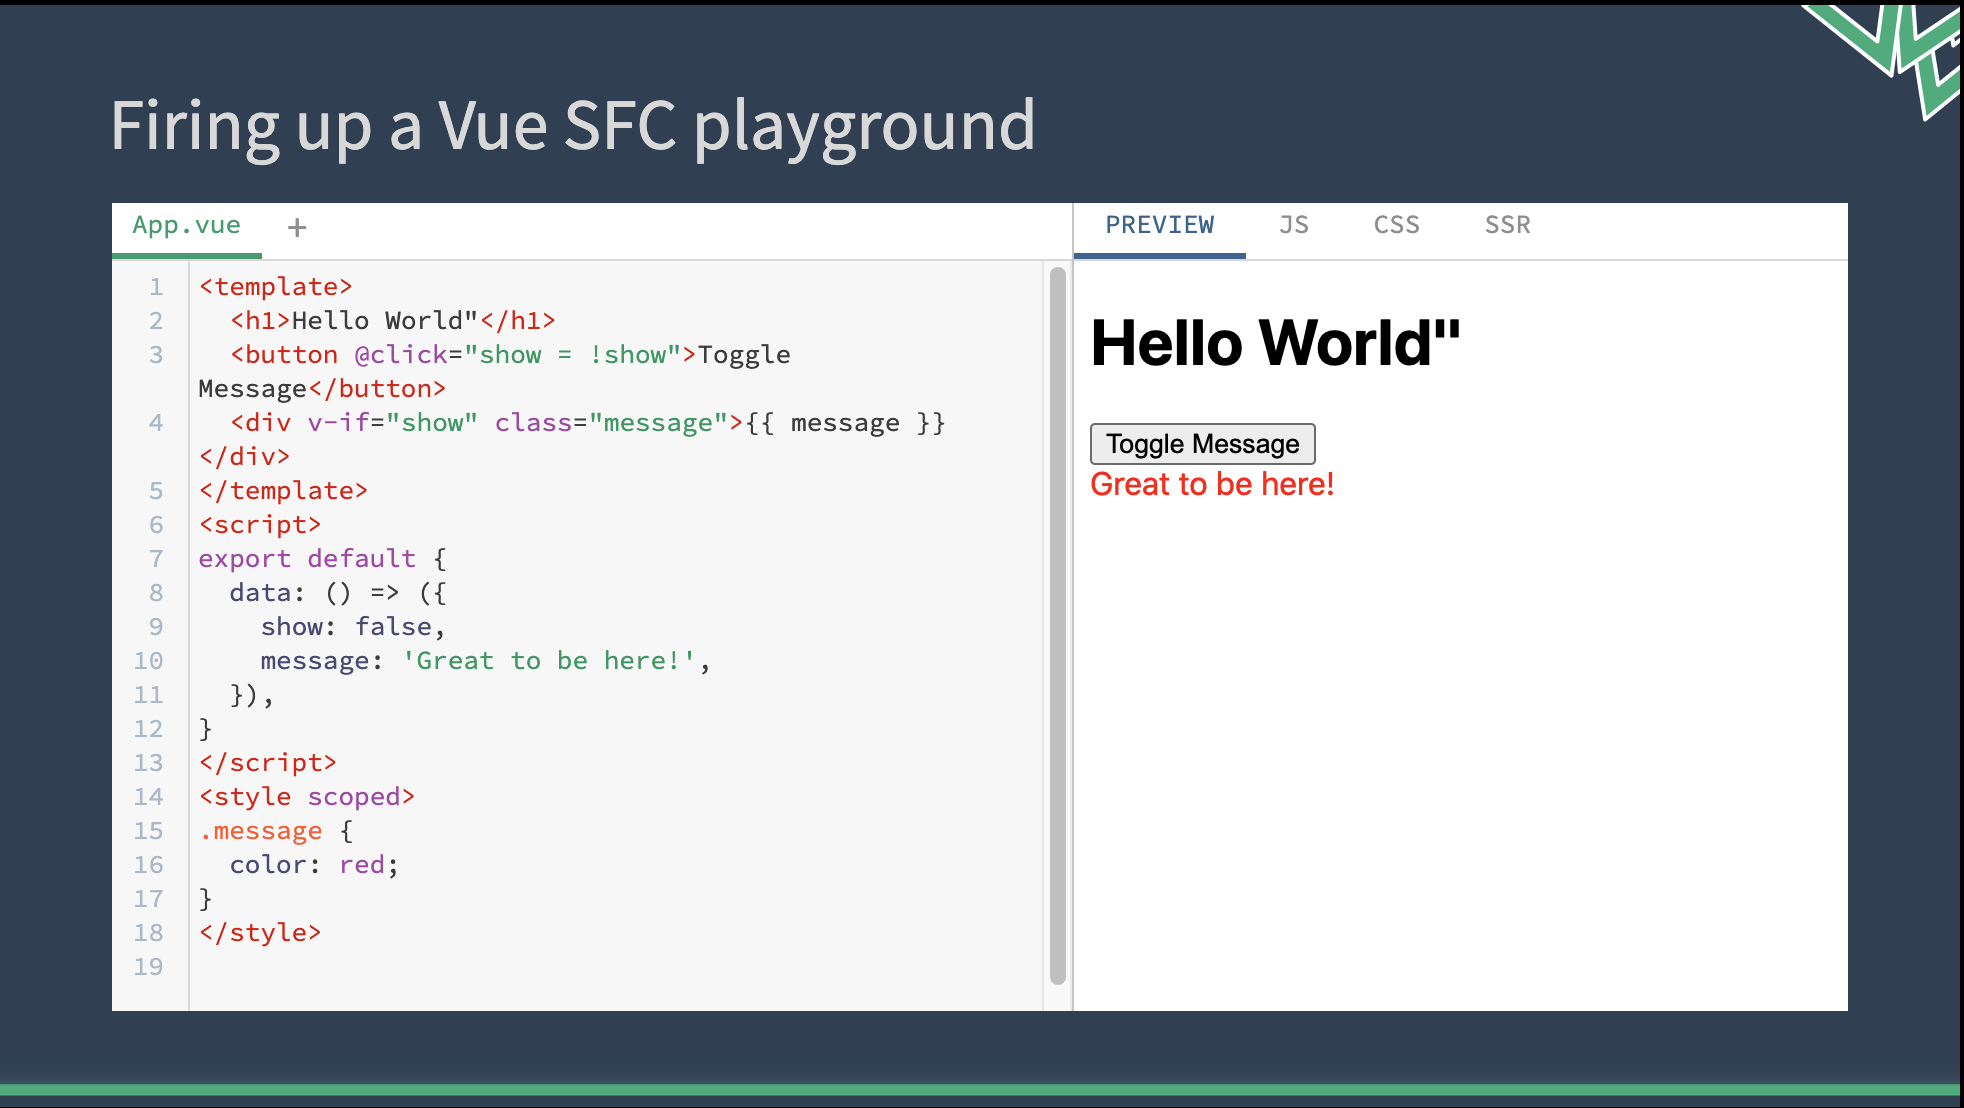 Firing up a Vue SFC playground
App.vue +
PREVIEW JS CSS SSR
1 <template>
2 <h1>Hello World"</h1>
3 <button @click="show = !show">Toggle
Message</button>
4 <div v-if="show" class="message">{{ message }}
</div>
5 </template>
6 <script>
7 export default {
8 data: () => ({
9 show: false,
10 message: 'Great to be here!',
11 }),
12 }
13 </script>
14 <style scoped>
15 .message {
16 color: red;
17 }
18 </style>
19
Hello World"
Toggle Message
Great to be here!